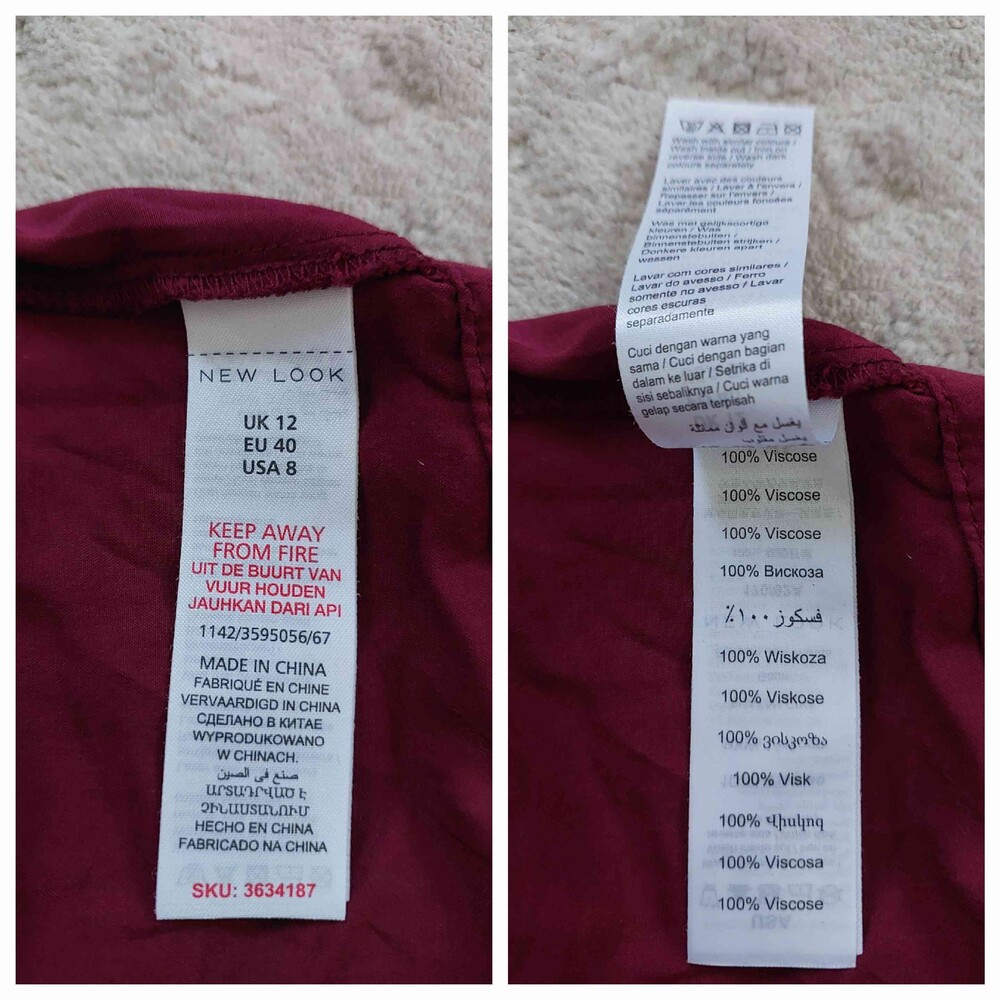 NEW LOOK
UK 12
EU 40
USA 8
KEEP AWAY
FROM FIRE
UIT DE BUURT VAN
VUUR HOUDEN
JAUHKAN DARI API
1142/3595056/67
MADE IN CHINA
FABRIQUÉ EN CHINE
VERVAARDIGD IN CHINA
СДЕЛАНО В КИТАЕ
WYPRODUKOWANO
W CHINACH.
صنع في الصين
ԱՐՏԱԴՐՎԱԾ Է
ՉԻՆԱՍՏԱՆՈՒՄ
HECHO EN CHINA
FABRICADO NA CHINA
SKU: 3634187
Wash with similar colours /
Wash inside out / Iron on
reverse side / Wash dark
colours separately
Laver avec des couleurs
similaires / Laver à l'envers /
Repasser sur l'envers /
Laver les couleurs foncées
séparément
Was met gelijksoortige
kleuren / Was
binnenstebuiten /
Binnenstebuiten strijken /
Donkere kleuren apart
wassen
Lavar com cores similares /
Lavar do avesso / Ferro
somente no avesso / Lavar
cores escuras
separadamente
Cuci dengan warna yang
sama / Cuci dengan bagian
dalam ke luar / Setrika di
sisi sebaliknya / Cuci warna
gelap secara terpisah
يغسل مع ألوان مماثلة
يغسل مقلوب
100% Viscose
100% Viscose
100% Viscose
100% Вискоза
فسكوز ١٠٠٪
100% Wiskoza
100% Viskose
100% ვისკოზა
100% Visk
100% Վիսկոզ
100% Viscosa
100% Viscose